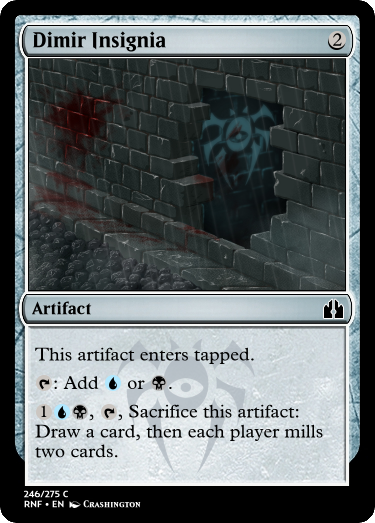 Dimir Insignia 2
Artifact
This artifact enters tapped.
: Add or .
1 , , Sacrifice this artifact:
Draw a card, then each player mills
two cards.
246/275 C
RNF • EN Crashington